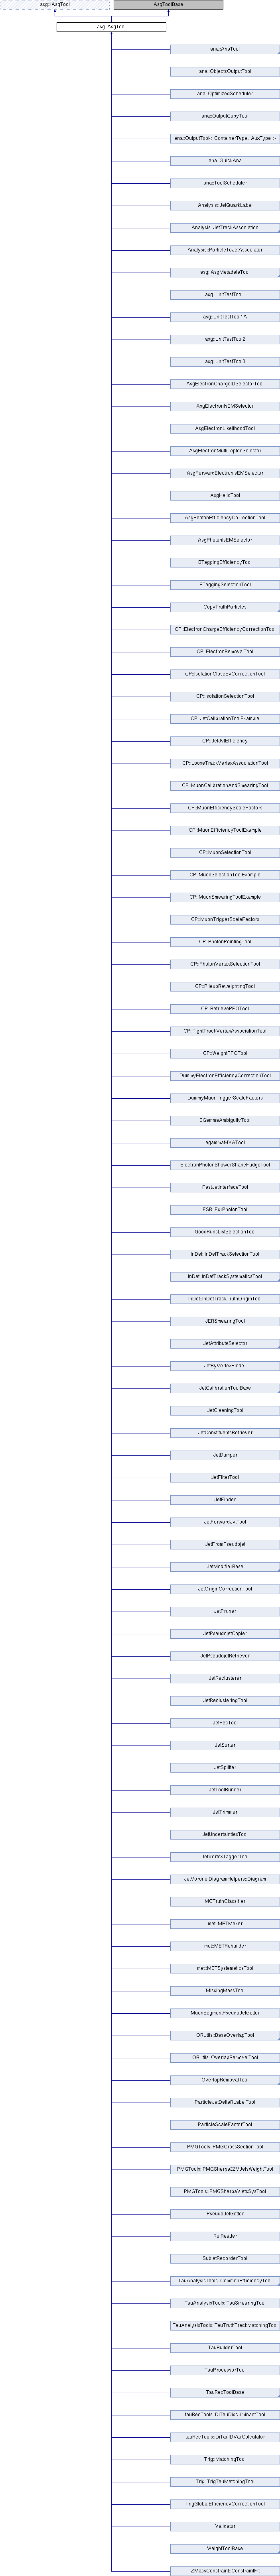 asg::IAsgTool
AsgToolBase
asg::AsgTool
ana::AnaTool
ana::ObjectsOutputTool
ana::OptimizedScheduler
ana::OutputCopyTool
ana::OutputTool< ContainerType, AuxType >
ana::QuickAna
ana::ToolScheduler
Analysis::JetQuarkLabel
Analysis::JetTrackAssociation
Analysis::ParticleToJetAssociator
asg::AsgMetadataTool
asg::UnitTestTool1
asg::UnitTestTool1A
asg::UnitTestTool2
asg::UnitTestTool3
AsgElectronChargeIDSelectorTool
AsgElectronIsEMSelector
AsgElectronLikelihoodTool
AsgElectronMultiLeptonSelector
AsgForwardElectronIsEMSelector
AsgHelloTool
AsgPhotonEfficiencyCorrectionTool
AsgPhotonIsEMSelector
BTaggingEfficiencyTool
BTaggingSelectionTool
CopyTruthParticles
CP::ElectronChargeEfficiencyCorrectionTool
CP::ElectronRemovalTool
CP::IsolationCloseByCorrectionTool
CP::IsolationSelectionTool
CP::JetCalibrationToolExample
CP::JetJvtEfficiency
CP::LooseTrackVertexAssociationTool
CP::MuonCalibrationAndSmearingTool
CP::MuonEfficiencyScaleFactors
CP::MuonEfficiencyToolExample
CP::MuonSelectionTool
CP::MuonSelectionToolExample
CP::MuonSmearingToolExample
CP::MuonTriggerScaleFactors
CP::PhotonPointingTool
CP::PhotonVertexSelectionTool
CP::PileupReweightingTool
CP::RetrievePFOTool
CP::TightTrackVertexAssociationTool
CP::WeightPFOTool
DummyElectronEfficiencyCorrectionTool
DummyMuonTriggerScaleFactors
EGammaAmbiguityTool
egammaMVATool
ElectronPhotonShowerShapeFudgeTool
FastJetInterfaceTool
FSR::FsrPhotonTool
GoodRunsListSelectionTool
InDet::InDetTrackSelectionTool
InDet::InDetTrackSystematicsTool
InDet::InDetTrackTruthOriginTool
JERSmearingTool
JetAttributeSelector
JetByVertexFinder
JetCalibrationToolBase
JetCleaningTool
JetConstituentsRetriever
JetDumper
JetFilterTool
JetFinder
JetForwardJvtTool
JetFromPseudojet
JetModifierBase
JetOriginCorrectionTool
JetPruner
JetPseudojetCopier
JetPseudojetRetriever
JetReclusterer
JetReclusteringTool
JetRecTool
JetSorter
JetSplitter
JetToolRunner
JetTrimmer
JetUncertaintiesTool
JetVertexTaggerTool
JetVoronoiDiagramHelpers::Diagram
MCTruthClassifier
met::METMaker
met::METRebuilder
met::METSystematicsTool
MissingMassTool
MuonSegmentPseudoJetGetter
ORUtils::BaseOverlapTool
ORUtils::OverlapRemovalTool
OverlapRemovalTool
ParticleJetDeltaRLabelTool
ParticleScaleFactorTool
PMGTools::PMGCrossSectionTool
PMGTools::PMGSherpa22VJetsWeightTool
PMGTools::PMGSherpaVjetsSysTool
PseudoJetGetter
RoiReader
SubjetRecorderTool
TauAnalysisTools::CommonEfficiencyTool
TauAnalysisTools::TauSmearingTool
TauAnalysisTools::TauTruthTrackMatchingTool
TauBuilderTool
TauProcessorTool
TauRecToolBase
tauRecTools::DiTauDiscriminantTool
tauRecTools::DiTauIDVarCalculator
Trig::MatchingTool
Trig::TrigTauMatchingTool
TrigGlobalEfficiencyCorrectionTool
Validator
WeightToolBase
ZMassConstraint::ConstraintFit